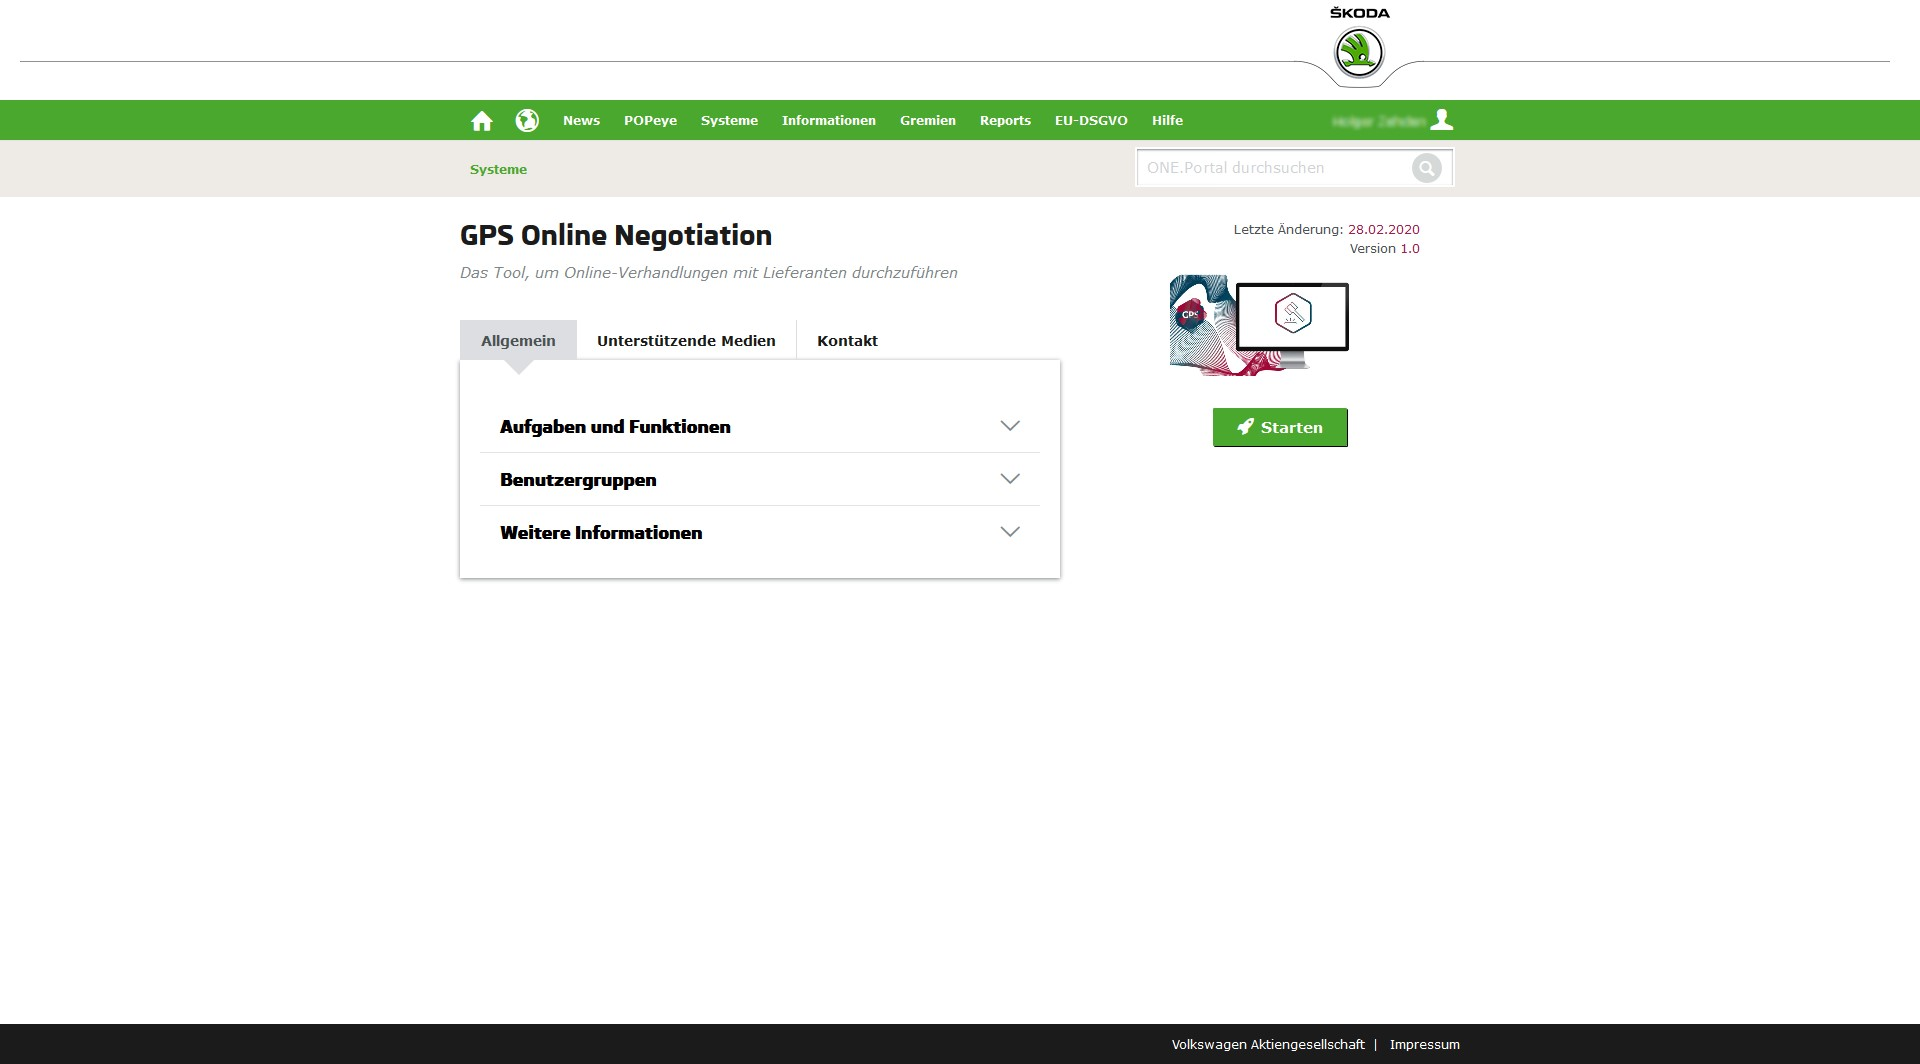 ŠKODA
News POPeye Systeme Informationen Gremien Reports EU-DSGVO Hilfe
Systeme
ONE.Portal durchsuchen
GPS Online Negotiation
Das Tool, um Online-Verhandlungen mit Lieferanten durchzuführen
Letzte Änderung: 28.02.2020
Version 1.0
GPS
Allgemein Unterstützende Medien Kontakt
Aufgaben und Funktionen
Benutzergruppen
Weitere Informationen
Starten
Volkswagen Aktiengesellschaft | Impressum